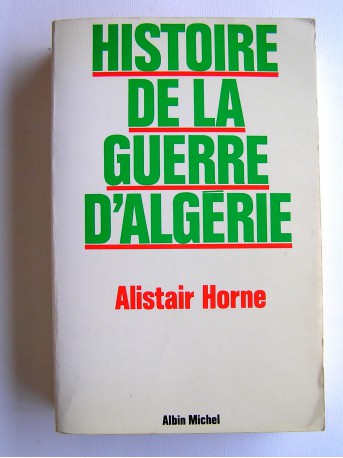 HISTOIRE
DE LA
GUERRE
D'ALGÉRIE
Alistair Horne
Albin Michel